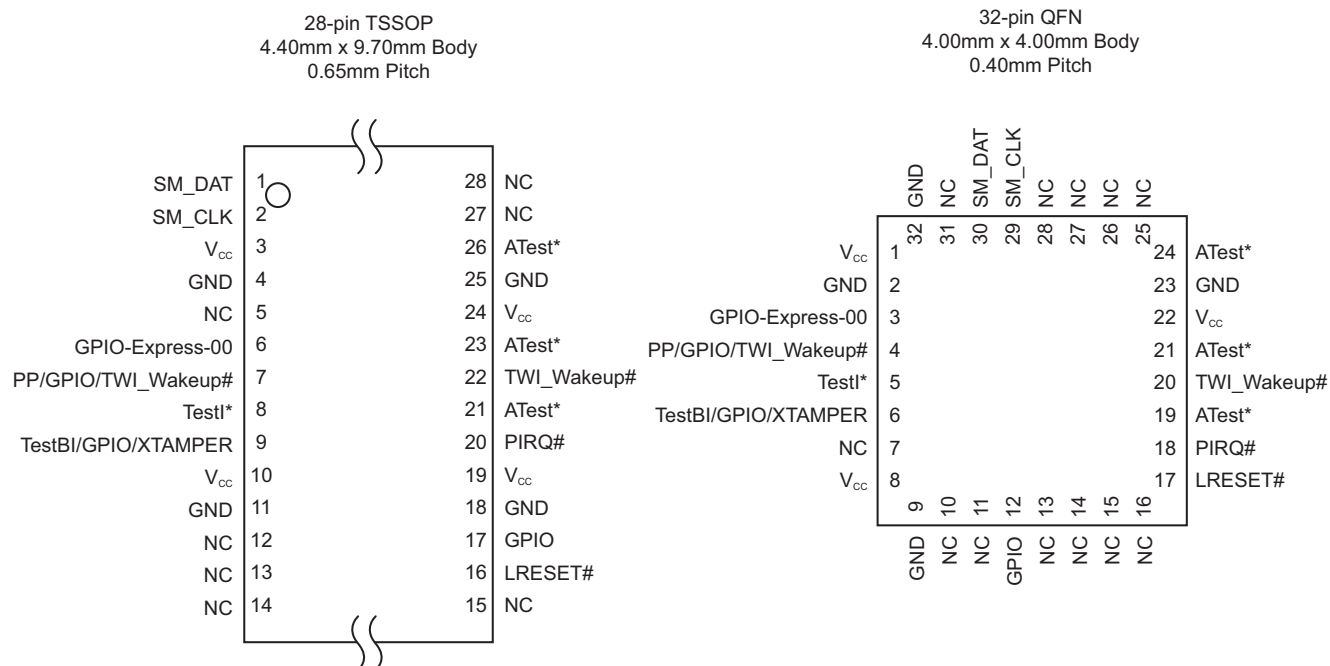 28-pin TSSOP
4.40mm x 9.70mm Body
0.65mm Pitch
SM_DAT 1 28 NC
SM_CLK 2 27 NC
Vcc 3 26 ATest*
GND 4 25 GND
NC 5 24 Vcc
GPIO-Express-00 6 23 ATest*
PP/GPIO/TWI_Wakeup# 7 22 TWI_Wakeup#
TestI* 8 21 ATest*
TestBI/GPIO/XTAMPER 9 20 PIRQ#
Vcc 10 19 Vcc
GND 11 18 GND
NC 12 17 GPIO
NC 13 16 LRESET#
NC 14 15 NC
32-pin QFN
4.00mm x 4.00mm Body
0.40mm Pitch
GND NC SM_DAT SM_CLK NC NC NC NC
32 31 30 29 28 27 26 25
Vcc 1 24 ATest*
GND 2 23 GND
GPIO-Express-00 3 22 Vcc
PP/GPIO/TWI_Wakeup# 4 21 ATest*
TestI* 5 20 TWI_Wakeup#
TestBI/GPIO/XTAMPER 6 19 ATest*
NC 7 18 PIRQ#
Vcc 8 17 LRESET#
9 10 11 12 13 14 15 16
GND NC NC GPIO NC NC NC NC